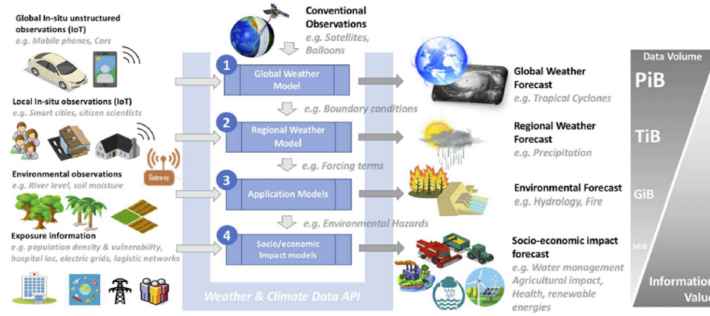 Global In-situ unstructured
observations (IoT)
e.g. Mobile phones, Cars
Local In-situ observations (IoT)
e.g. Smart cities, citizen scientists
Gateway
Environmental observations
e.g. River level, soil moisture
Exposure information
e.g. population density & vulnerability,
hospital loc, electric grids, logistic networks
Conventional
Observations
e.g. Satellites,
Balloons
1
Global Weather
Model
e.g. Boundary conditions
2
Regional Weather
Model
e.g. Forcing terms
3
Application Models
e.g. Environmental Hazards
4
Socio/economic
Impact models
Weather & Climate Data API
Global Weather
Forecast
e.g. Tropical Cyclones
Regional Weather
Forecast
e.g. Precipitation
Environmental Forecast
e.g. Hydrology, Fire
Socio-economic impact
forecast
e.g. Water management
Agricultural impact,
Health, renewable
energies
Data Volume
PiB
TiB
GiB
MiB
Information
Value